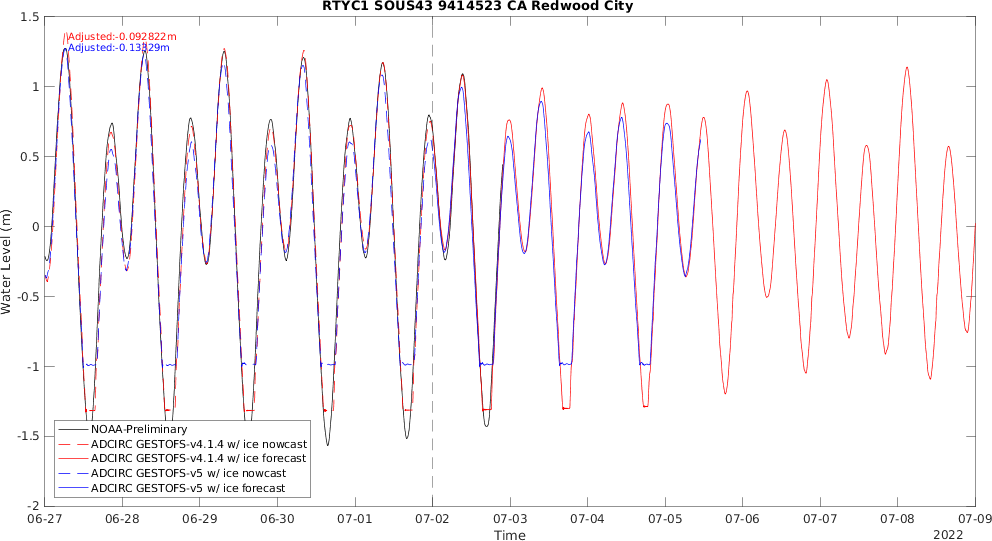 RTYC1 SOUS43 9414523 CA Redwood City
Adjusted:-0.092822m
Adjusted:-0.13329m
Water Level (m)
1.5
1
0.5
0
-0.5
-1
-1.5
-2
NOAA-Preliminary
ADCIRC GESTOFS-v4.1.4 w/ ice nowcast
ADCIRC GESTOFS-v4.1.4 w/ ice forecast
ADCIRC GESTOFS-v5 w/ ice nowcast
ADCIRC GESTOFS-v5 w/ ice forecast
06-27 06-28 06-29 06-30 07-01 07-02 07-03 07-04 07-05 07-06 07-07 07-08 07-09
Time
2022